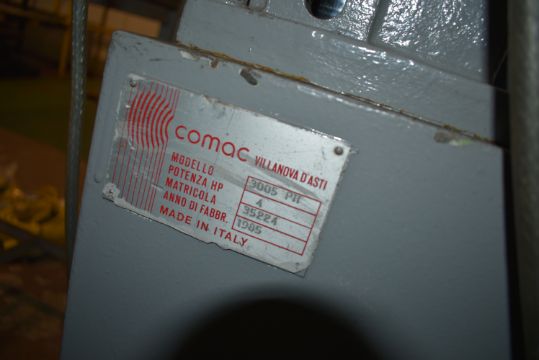 comac VILLANOVA D'ASTI
MODELLO 3005 PH
POTENZA HP 4
MATRICOLA 35224
ANNO DI FABBR. 1985
MADE IN ITALY